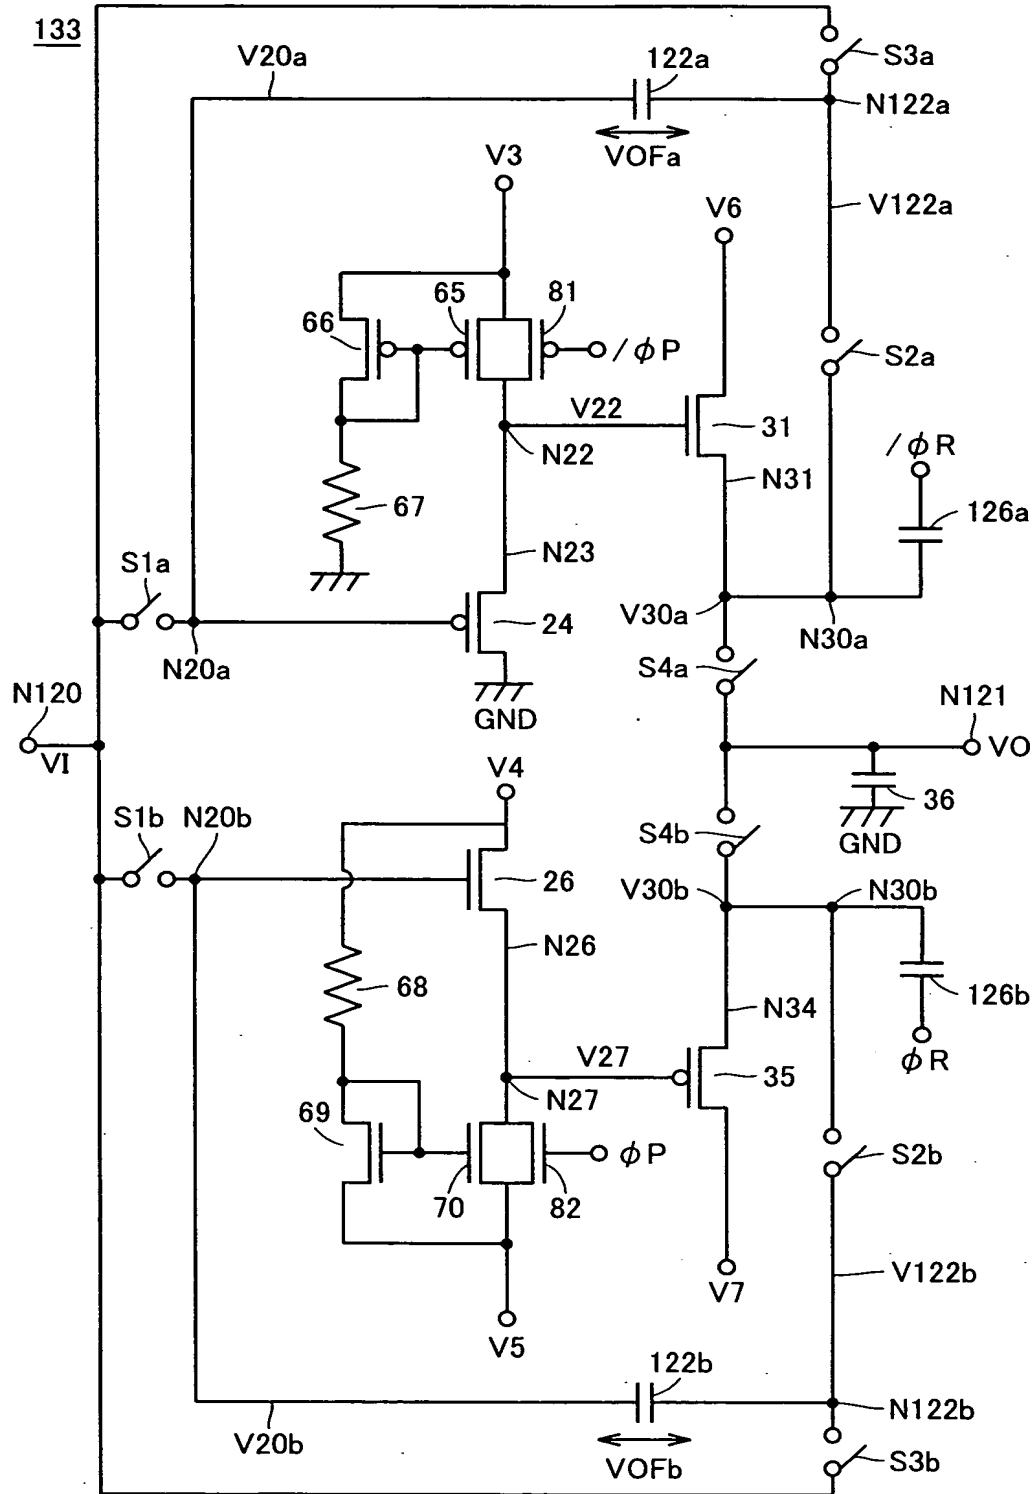 133
S3a
V20a
122a
N122a
VOFa
V3
V122a
V6
65
81
66
/φP
S2a
V22
31
N22
/φR
N31
67
126a
N23
S1a
24
V30a
N30a
N20a
S4a
GND
N120
N121
VI
VO
V4
36
S1b
N20b
S4b
GND
26
V30b
N30b
N26
68
126b
N34
V27
φR
35
N27
69
φP
S2b
70
82
V7
V122b
V5
122b
N122b
V20b
VOFb
S3b